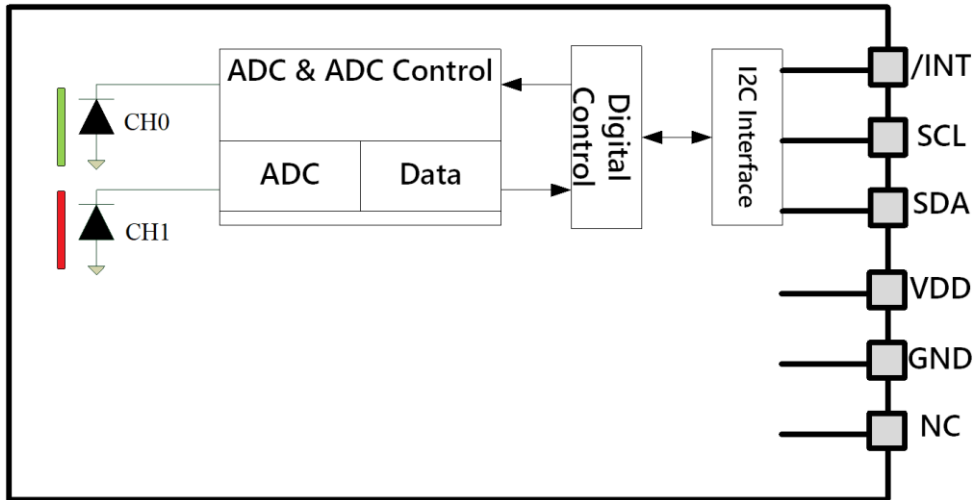 ADC & ADC Control
CH0
ADC
Data
CH1
Digital
Control
I2C Interface
/INT
SCL
SDA
VDD
GND
NC